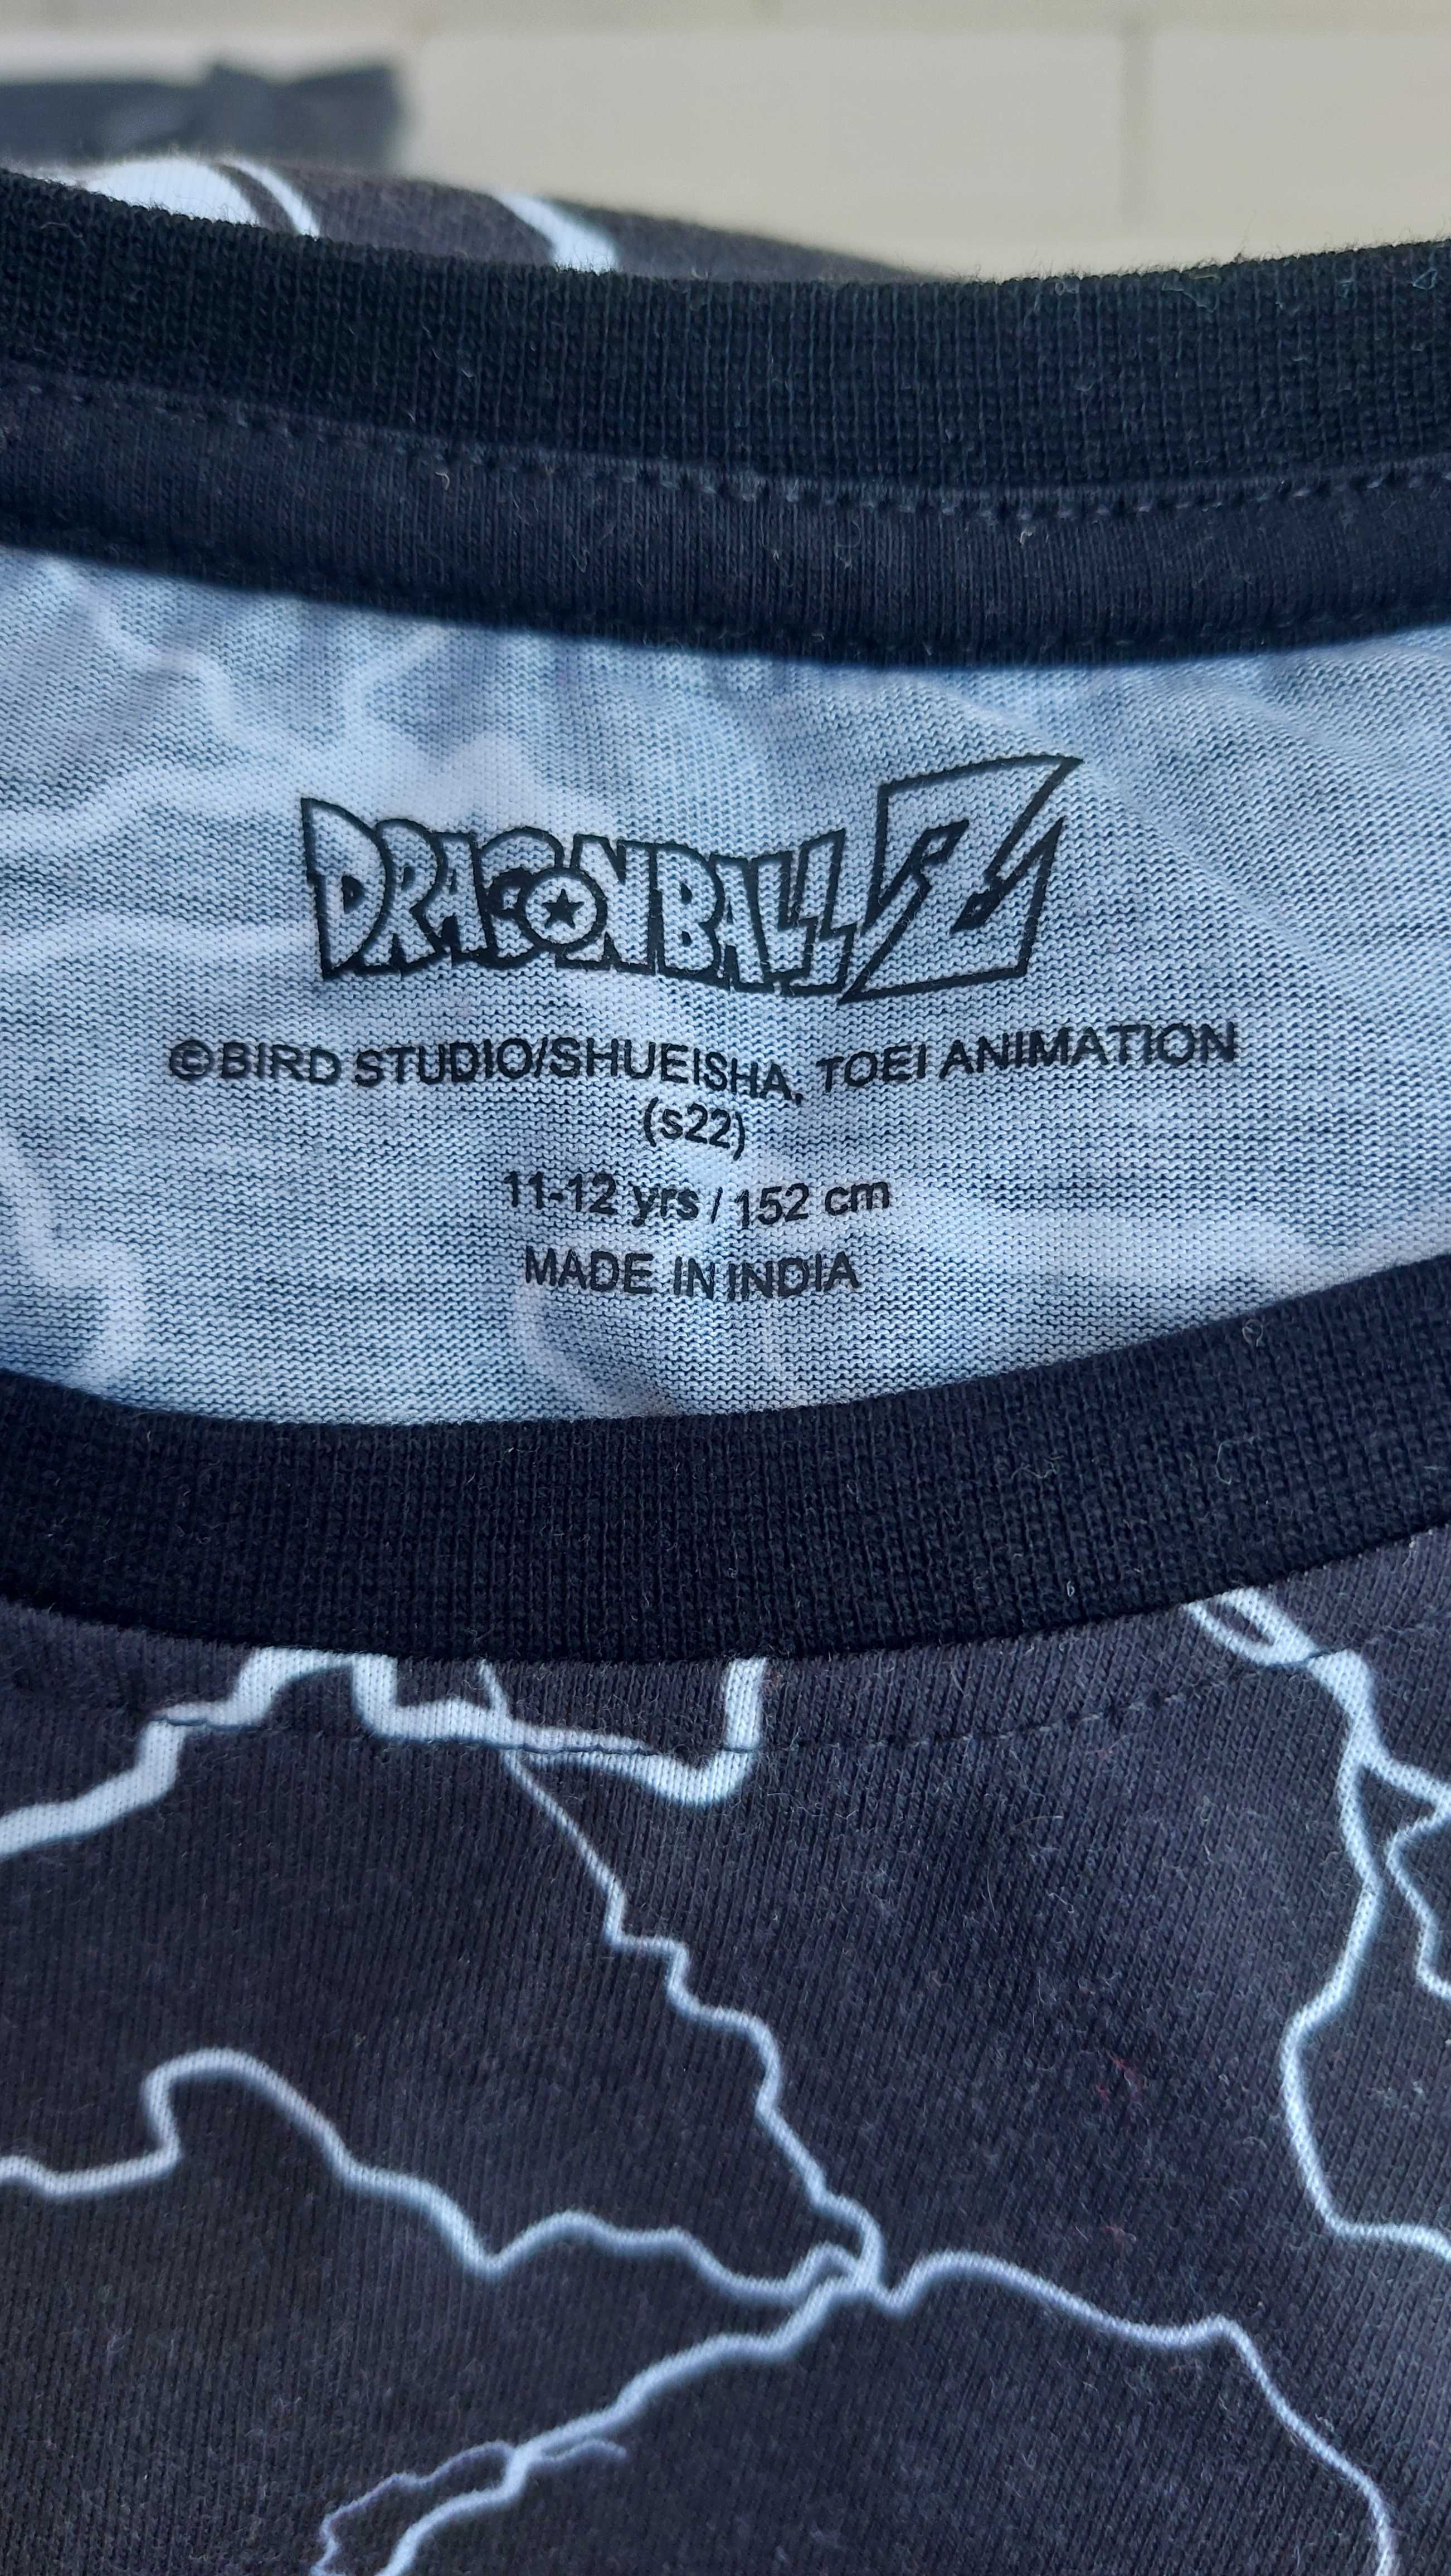 DRAGONBALL Z
©BIRD STUDIO/SHUEISHA, TOEI ANIMATION
(s22)
11-12 yrs / 152 cm
MADE IN INDIA